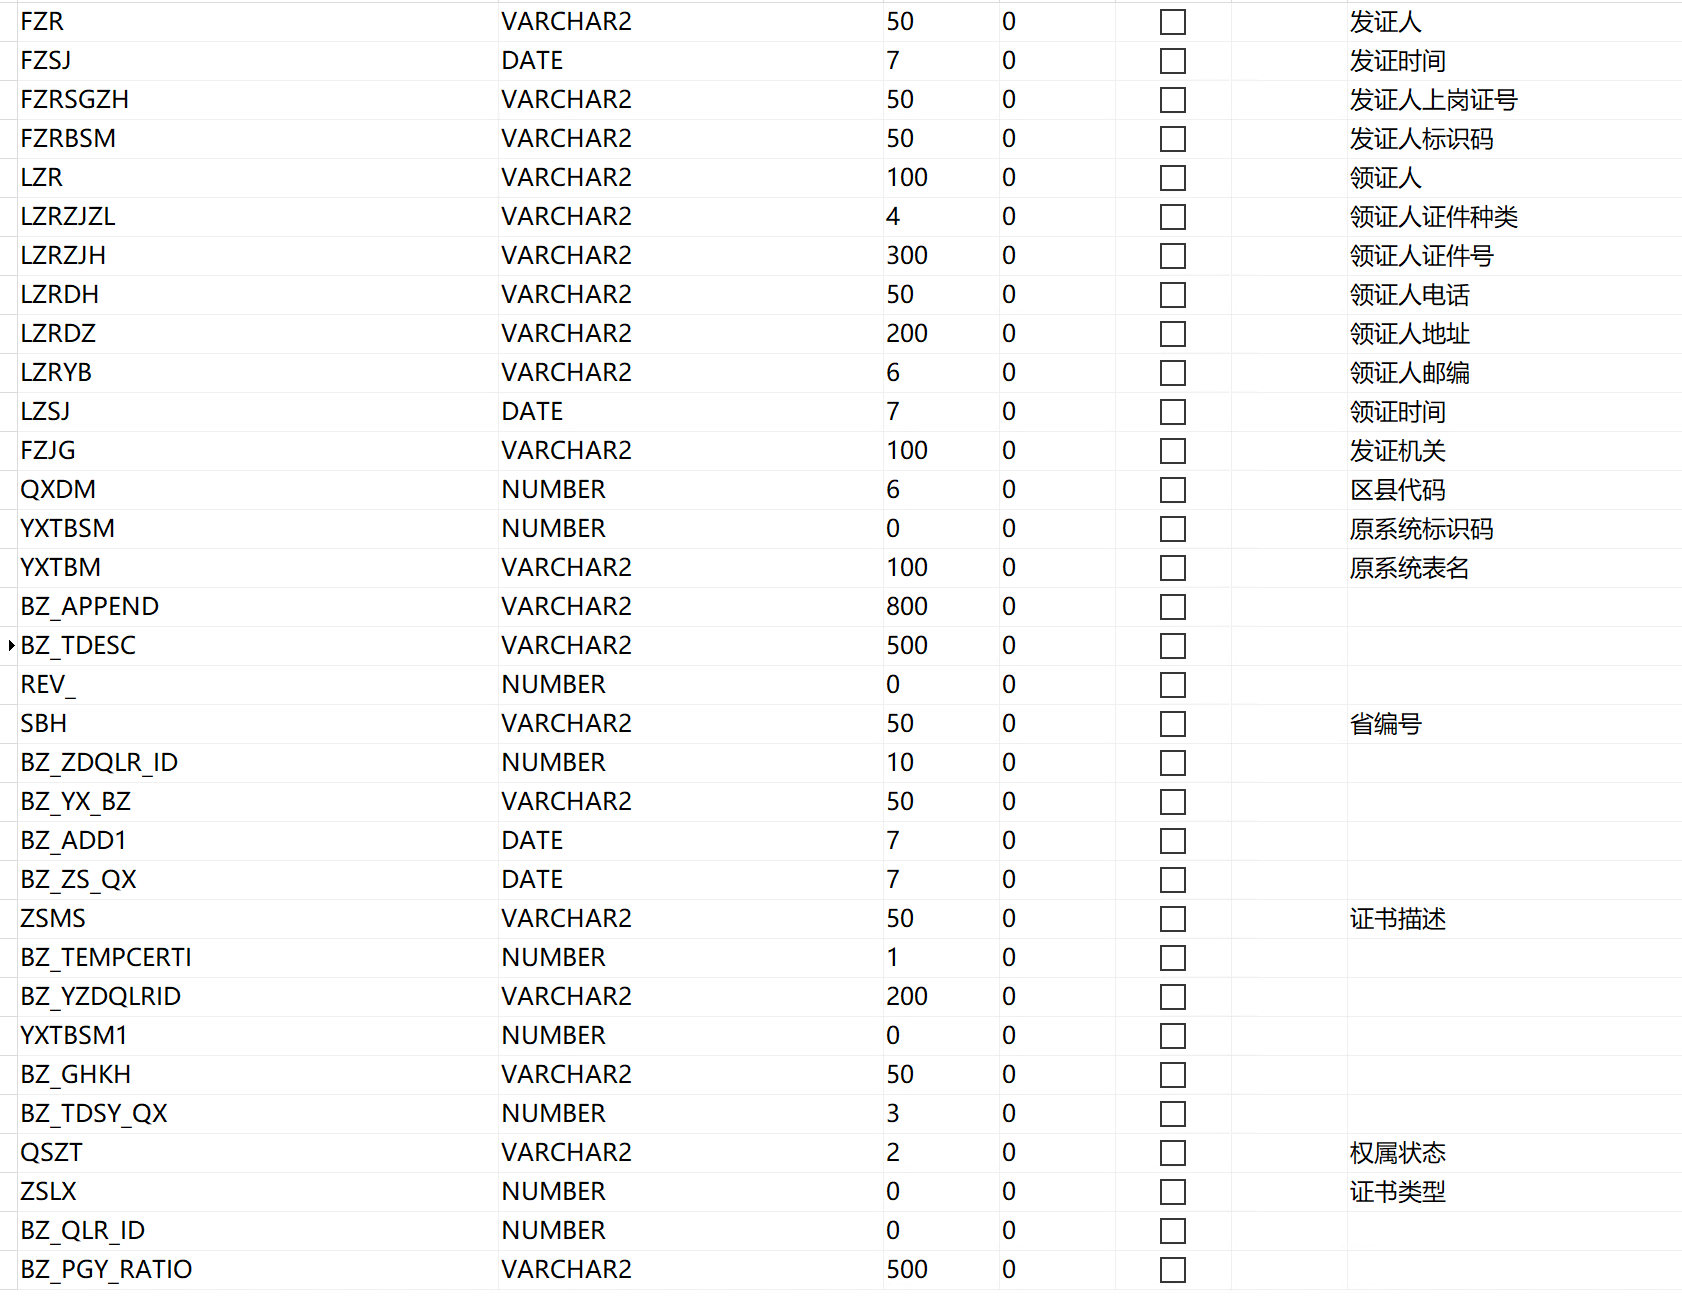 FZR VARCHAR2 50 0 发证人
FZSJ DATE 7 0 发证时间
FZRSGZH VARCHAR2 50 0 发证人上岗证号
FZRBSM VARCHAR2 50 0 发证人标识码
LZR VARCHAR2 100 0 领证人
LZRZJZL VARCHAR2 4 0 领证人证件种类
LZRZJH VARCHAR2 300 0 领证人证件号
LZRDH VARCHAR2 50 0 领证人电话
LZRDZ VARCHAR2 200 0 领证人地址
LZRYB VARCHAR2 6 0 领证人邮编
LZSJ DATE 7 0 领证时间
FZJG VARCHAR2 100 0 发证机关
QXDM NUMBER 6 0 区县代码
YXTBSM NUMBER 0 0 原系统标识码
YXTBM VARCHAR2 100 0 原系统表名
BZ_APPEND VARCHAR2 800 0
BZ_TDESC VARCHAR2 500 0
REV_ NUMBER 0 0
SBH VARCHAR2 50 0 省编号
BZ_ZDQLR_ID NUMBER 10 0
BZ_YX_BZ VARCHAR2 50 0
BZ_ADD1 DATE 7 0
BZ_ZS_QX DATE 7 0
ZSMS VARCHAR2 50 0 证书描述
BZ_TEMPCERTI NUMBER 1 0
BZ_YZDQLRID VARCHAR2 200 0
YXTBSM1 NUMBER 0 0
BZ_GHKH VARCHAR2 50 0
BZ_TDSY_QX NUMBER 3 0
QSZT VARCHAR2 2 0 权属状态
ZSLX NUMBER 0 0 证书类型
BZ_QLR_ID NUMBER 0 0
BZ_PGY_RATIO VARCHAR2 500 0